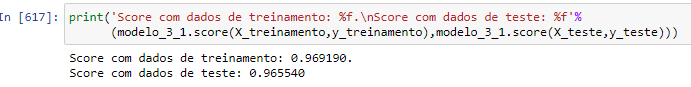 In [617]: print('Score com dados de treinamento: %f.\nScore com dados de teste: %f'%
(modelo_3_1.score(X_treinamento,y_treinamento),modelo_3_1.score(X_teste,y_teste)))
Score com dados de treinamento: 0.969190.
Score com dados de teste: 0.965540